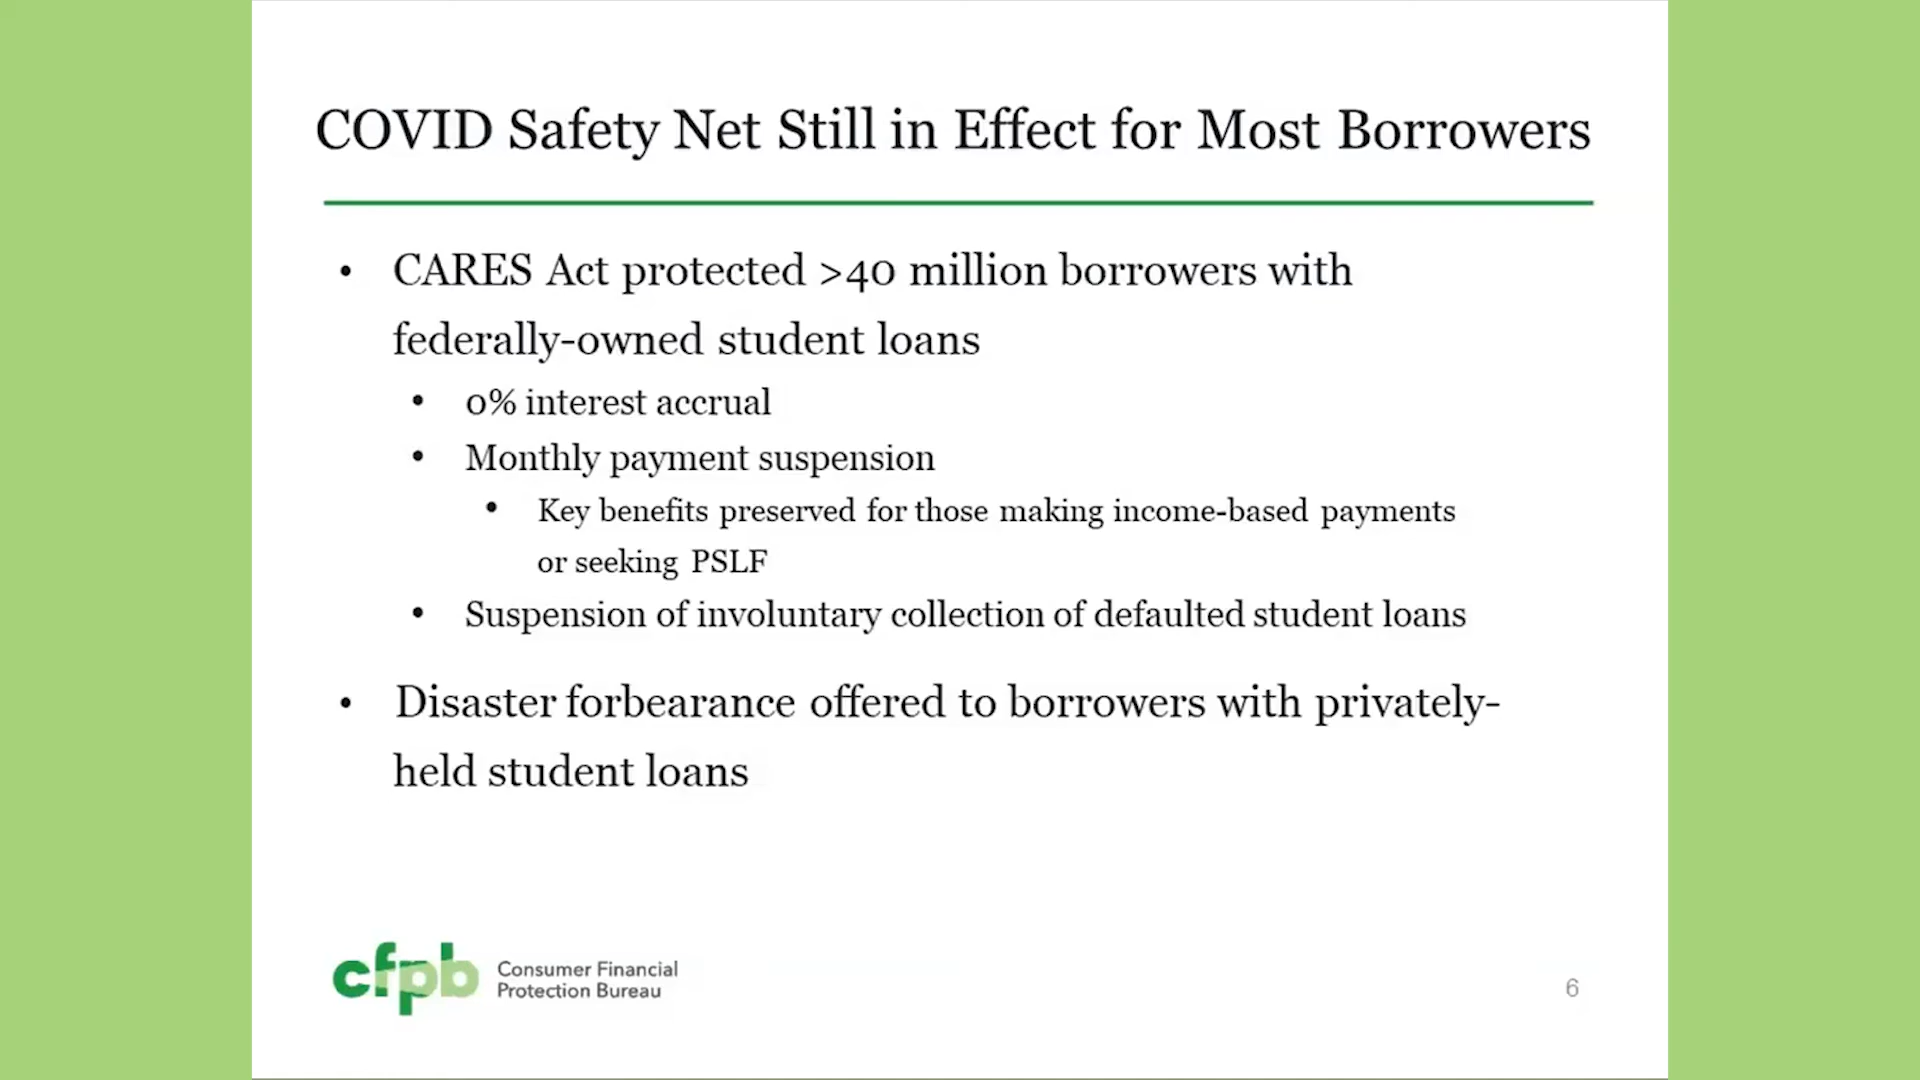 COVID Safety Net Still in Effect for Most Borrowers
• CARES Act protected >40 million borrowers with
federally-owned student loans
• 0% interest accrual
• Monthly payment suspension
• Key benefits preserved for those making income-based payments
or seeking PSLF
• Suspension of involuntary collection of defaulted student loans
• Disaster forbearance offered to borrowers with privately-
held student loans
cfpb
Consumer Financial
Protection Bureau
6